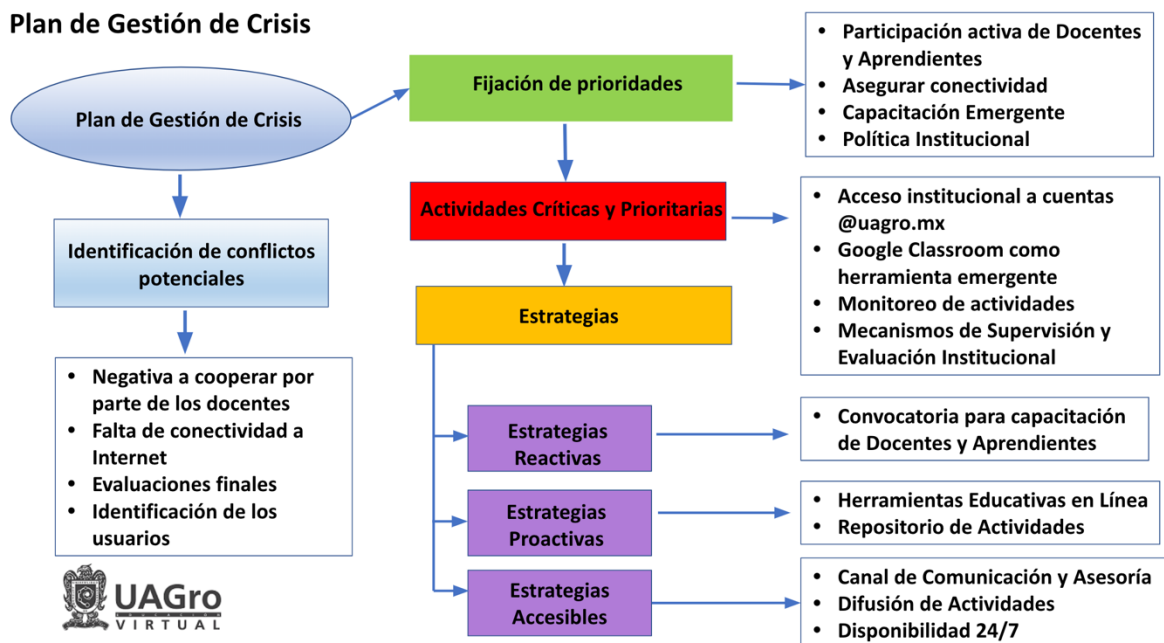 Plan de Gestión de Crisis
Plan de Gestión de Crisis
Identificación de conflictos
potenciales
• Negativa a cooperar por
parte de los docentes
• Falta de conectividad a
Internet
• Evaluaciones finales
• Identificación de los
usuarios
UAGro
VIRTUAL
Fijación de prioridades
• Participación activa de Docentes
y Aprendientes
• Asegurar conectividad
• Capacitación Emergente
• Política Institucional
Actividades Críticas y Prioritarias
• Acceso institucional a cuentas
@uagro.mx
• Google Classroom como
herramienta emergente
• Monitoreo de actividades
• Mecanismos de Supervisión y
Evaluación Institucional
Estrategias
Estrategias
Reactivas
• Convocatoria para capacitación
de Docentes y Aprendientes
Estrategias
Proactivas
• Herramientas Educativas en Línea
• Repositorio de Actividades
Estrategias
Accesibles
• Canal de Comunicación y Asesoría
• Difusión de Actividades
• Disponibilidad 24/7